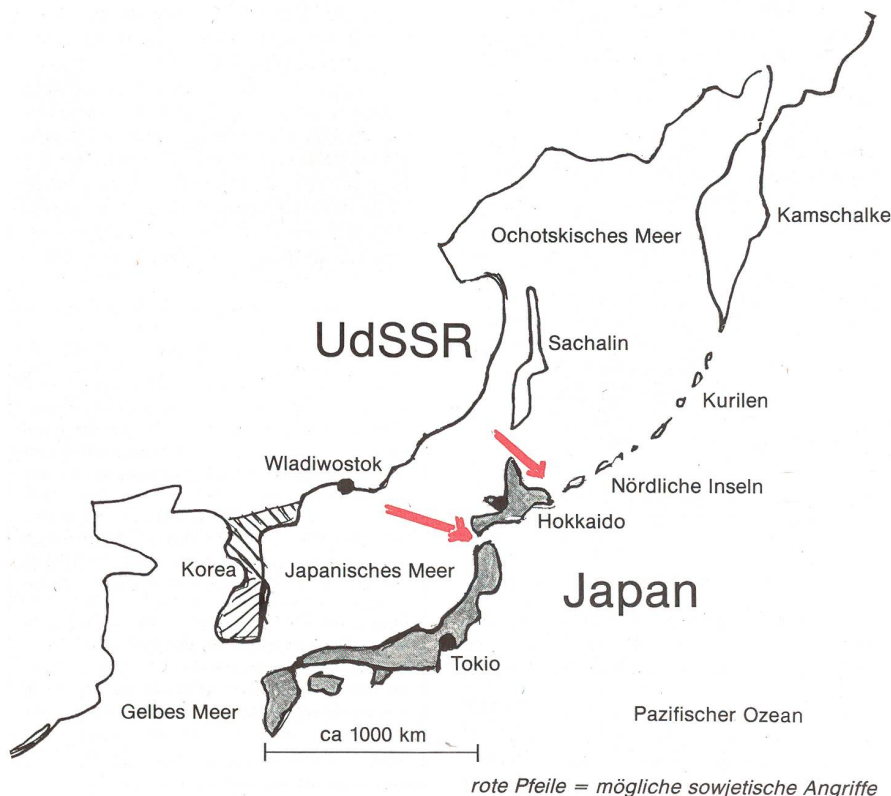 Kamschalke
Ochotskisches Meer
UdSSR
Sachalin
Kurilen
Wladiwostok
Nördliche Inseln
Hokkaido
Korea
Japanisches Meer
Japan
Tokio
Gelbes Meer
Pazifischer Ozean
ca 1000 km
rote Pfeile = mögliche sowjetische Angriffe